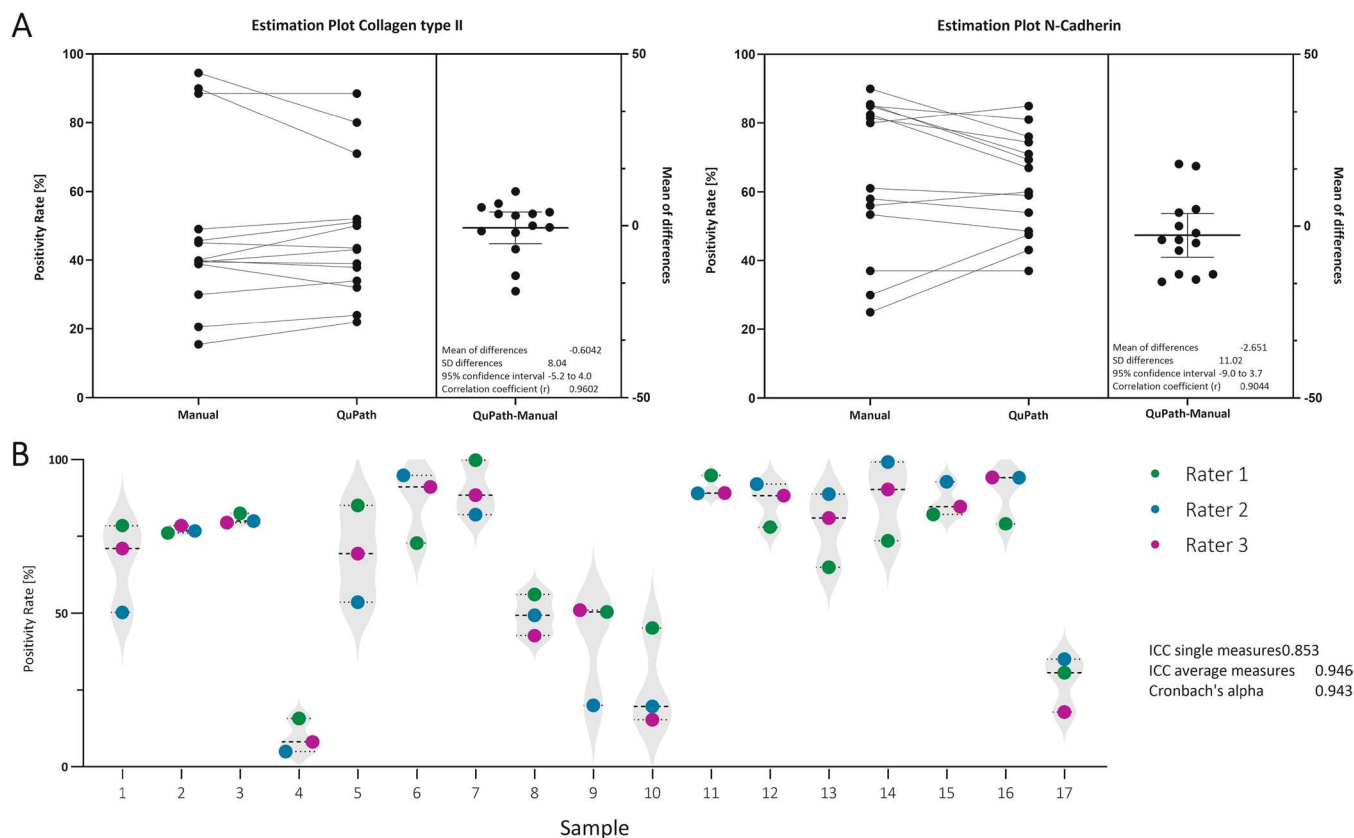 A
Estimation Plot Collagen type II
Estimation Plot N-Cadherin
100
80
60
40
20
0
Positivity Rate [%]
50
0
-50
Mean of differences
Mean of differences -0.6042
SD differences 8.04
95% confidence interval -5.2 to 4.0
Correlation coefficient (r) 0.9602
Manual QuPath QuPath-Manual
100
80
60
40
20
0
Positivity Rate [%]
50
0
-50
Mean of differences
Mean of differences -2.651
SD differences 11.02
95% confidence interval -9.0 to 3.7
Correlation coefficient (r) 0.9044
Manual QuPath QuPath-Manual
B
100
50
0
Positivity Rate [%]
1 2 3 4 5 6 7 8 9 10 11 12 13 14 15 16 17
Sample
Rater 1
Rater 2
Rater 3
ICC single measures0.853
ICC average measures 0.946
Cronbach's alpha 0.943